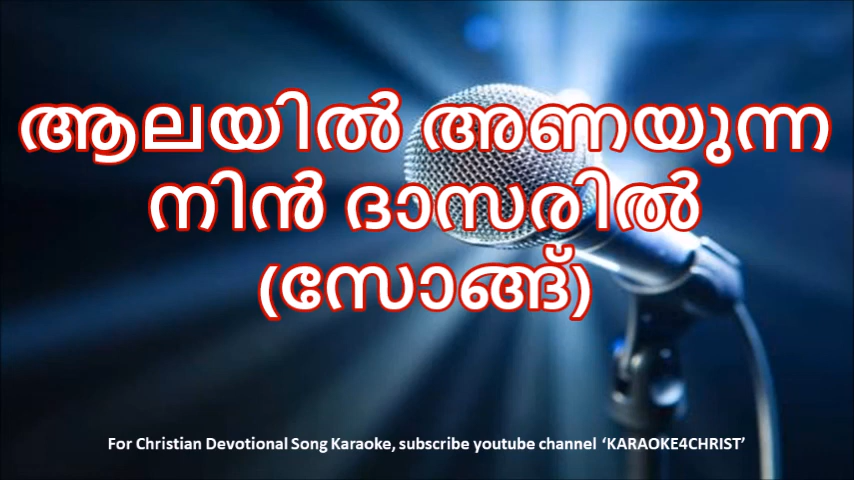 ആലയിൽ അണയുന്ന
നിൻ ദാസരിൽ
(സോങ്ങ്)
For Christian Devotional Song Karaoke, subscribe youtube channel ‘KARAOKE4CHRIST’